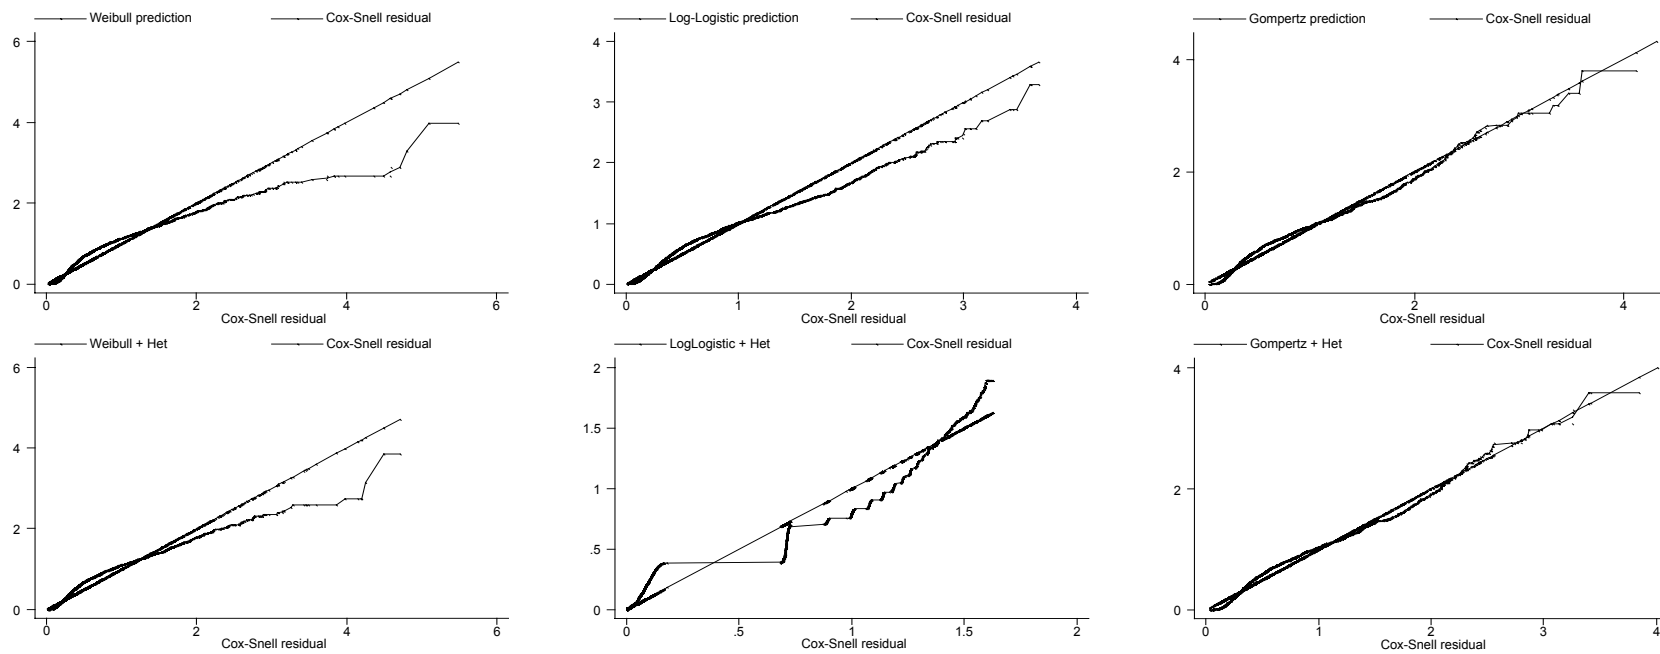 Weibull prediction Cox-Snell residual
6
4
2
0
0 2 4 6
Cox-Snell residual
Log-Logistic prediction Cox-Snell residual
4
3
2
1
0
0 1 2 3 4
Cox-Snell residual
Gompertz prediction Cox-Snell residual
4
2
0
0 2 4
Cox-Snell residual
Weibull + Het Cox-Snell residual
6
4
2
0
0 2 4 6
Cox-Snell residual
LogLogistic + Het Cox-Snell residual
2
1.5
1
.5
0
0 .5 1 1.5 2
Cox-Snell residual
Gompertz + Het Cox-Snell residual
4
2
0
0 1 2 3 4
Cox-Snell residual